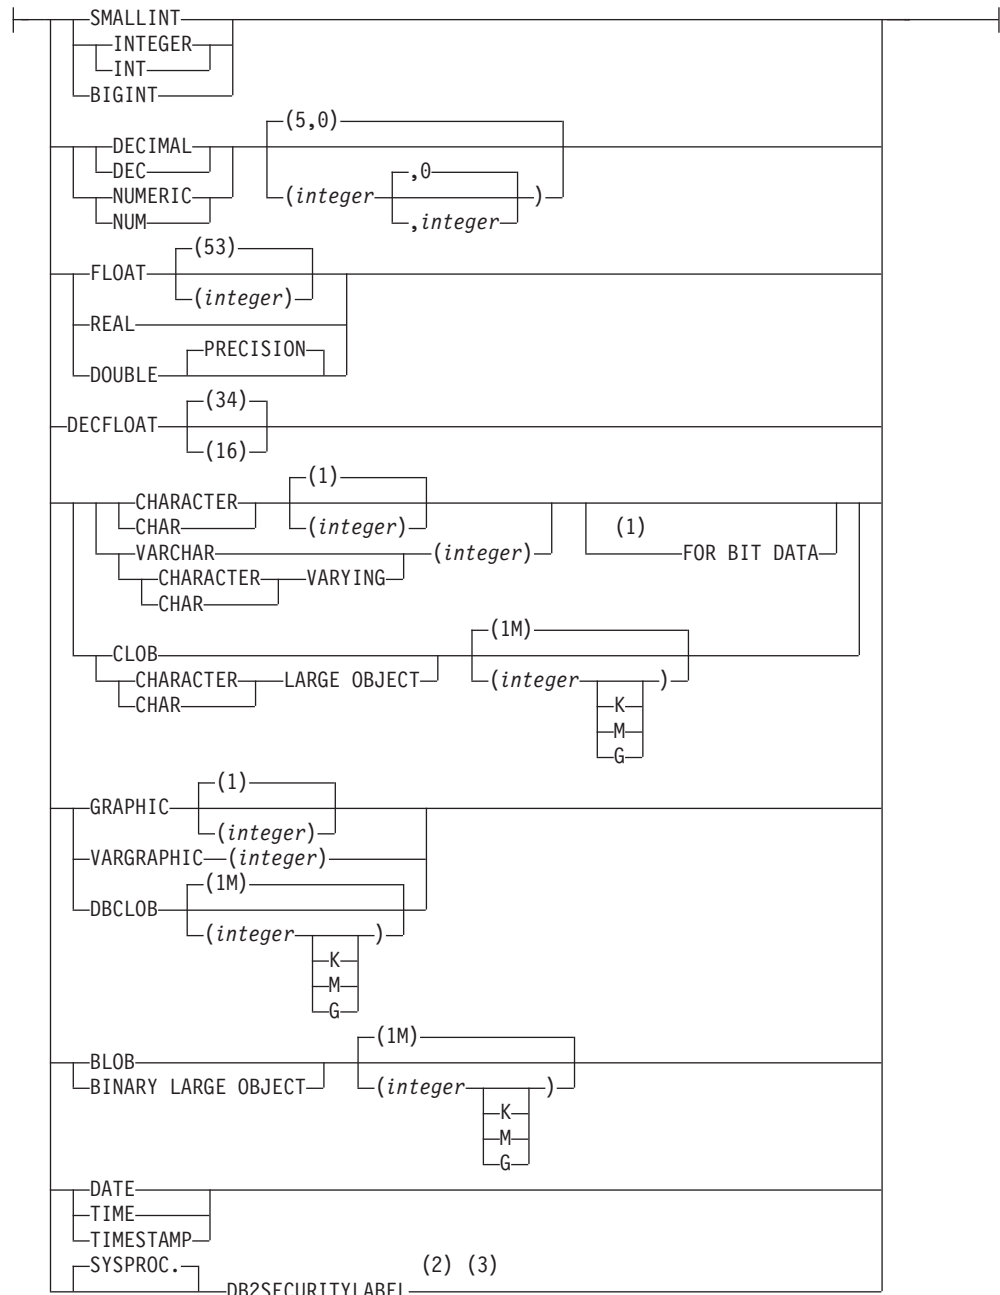 SMALLINT
INTEGER
INT
BIGINT
(5,0)
DECIMAL
DEC
NUMERIC
NUM
,0
(integer )
,integer
(53)
FLOAT
(integer)
REAL
PRECISION
DOUBLE
(34)
DECFLOAT
(16)
(1)
CHARACTER
CHAR (integer) (1)
VARCHAR (integer) FOR BIT DATA
CHARACTER VARYING
CHAR
(1M)
CLOB
CHARACTER LARGE OBJECT (integer )
CHAR
K
M
G
(1)
GRAPHIC
(integer)
VARGRAPHIC (integer)
(1M)
DBCLOB
(integer )
K
M
G
(1M)
BLOB
BINARY LARGE OBJECT (integer )
K
M
G
DATE
TIME
TIMESTAMP
SYSPROC. (2) (3)
DB2SECURITYLABEL